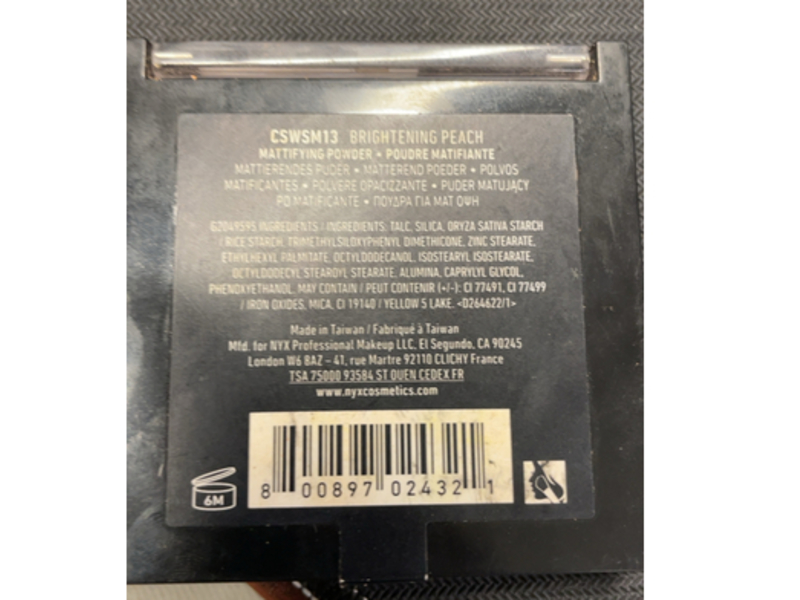 CSWSM13 BRIGHTENING PEACH
MATTIFYING POWDER • POUDRE MATIFIANTE
MATTIERENDES PUDER • MATTEREND POEDER • POLVOS
MATIFICANTES • POLVERE OPACIZZANTE • PUDER MATUJĄCY
PO MATIFICANTE • ΠΟΥΔΡΑ ΓΙΑ ΜΑΤ ΟΨΗ
G2049595 INGREDIENTS / INGREDIENTS: TALC, SILICA, ORYZA SATIVA STARCH
/ RICE STARCH, TRIMETHYLSILOXYPHENYL DIMETHICONE, ZINC STEARATE,
ETHYLHEXYL PALMITATE, OCTYLDODECANOL, ISOSTEARYL ISOSTEARATE,
OCTYLDODECYL STEAROYL STEARATE, ALUMINA, CAPRYLYL GLYCOL,
PHENOXYETHANOL. MAY CONTAIN / PEUT CONTENIR (+/-): CI 77491, CI 77499
/ IRON OXIDES, MICA, CI 19140 / YELLOW 5 LAKE. <D264622/1>
Made in Taiwan / Fabriqué à Taiwan
Mfd. for NYX Professional Makeup LLC. El Segundo, CA 90245
London W6 8AZ - 41, rue Martre 92110 CLICHY France
TSA 75000 93584 ST OUEN CEDEX FR
www.nyxcosmetics.com
6M
8 00897 02432 1